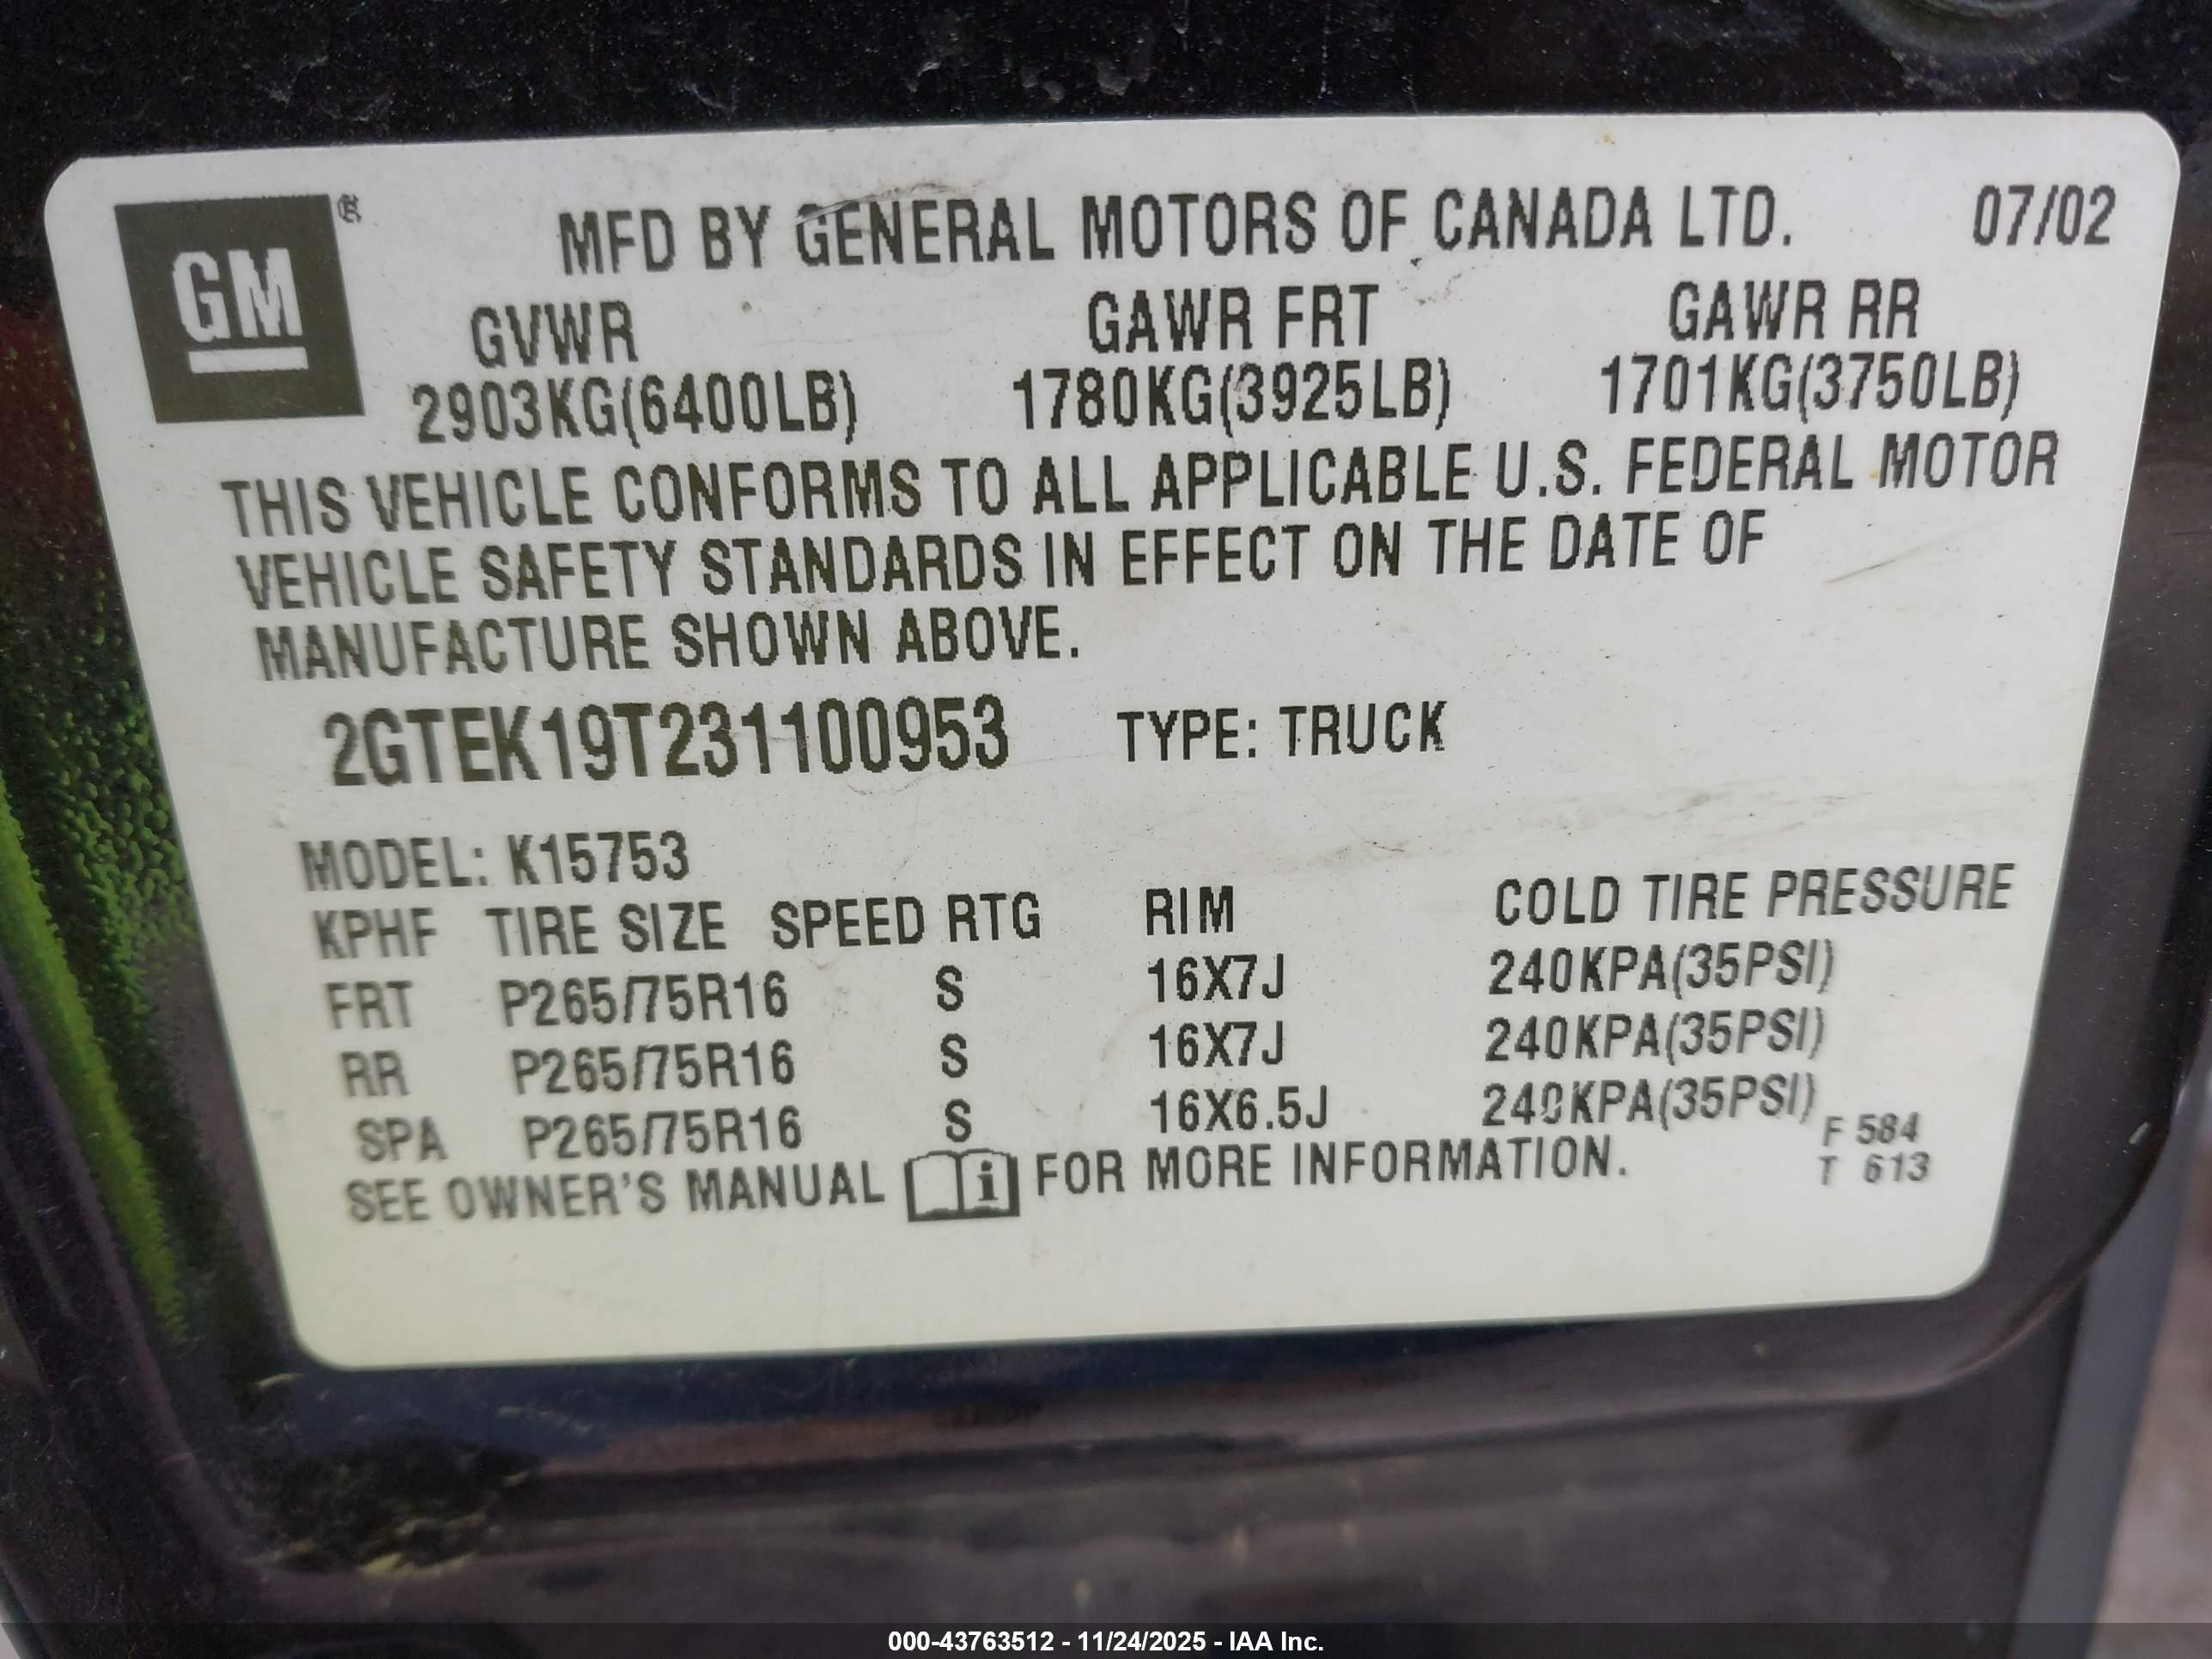 GM®
MFD BY GENERAL MOTORS OF CANADA LTD. 07/02
GVWR GAWR FRT GAWR RR
2903KG(6400LB) 1780KG(3925LB) 1701KG(3750LB)
THIS VEHICLE CONFORMS TO ALL APPLICABLE U.S. FEDERAL MOTOR
VEHICLE SAFETY STANDARDS IN EFFECT ON THE DATE OF
MANUFACTURE SHOWN ABOVE.
2GTEK19T231100953 TYPE: TRUCK
MODEL: K15753
KPHF TIRE SIZE SPEED RTG RIM COLD TIRE PRESSURE
FRT P265/75R16 S 16X7J 240KPA(35PSI)
RR P265/75R16 S 16X7J 240KPA(35PSI)
SPA P265/75R16 S 16X6.5J 240KPA(35PSI)
SEE OWNER'S MANUAL i FOR MORE INFORMATION.
F 584
T 613
000-43763512 - 11/24/2025 - IAA Inc.